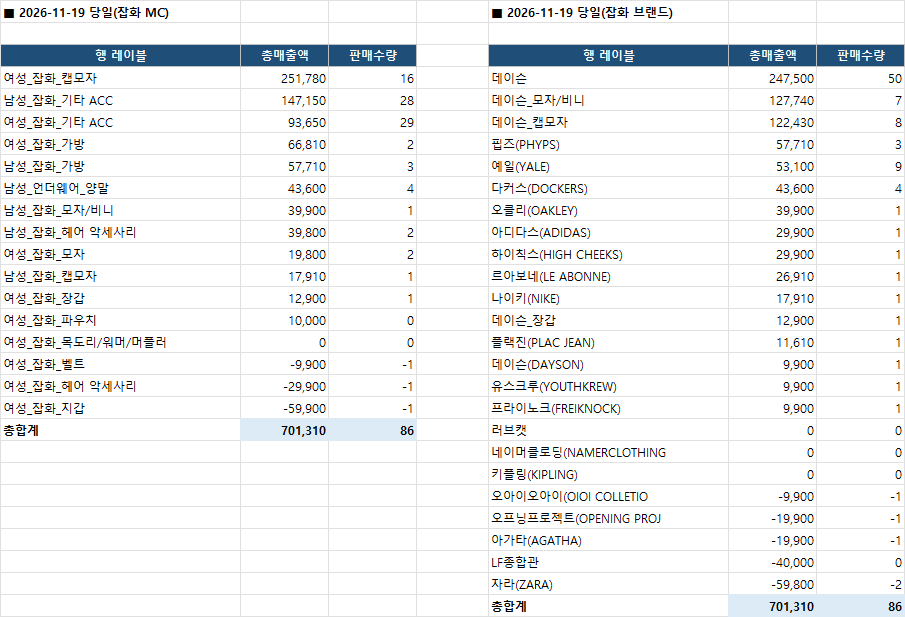 ■ 2026-11-19 당일(잡화 MC)
행 레이블 총매출액 판매수량
여성_잡화_캡모자 251,780 16
남성_잡화_기타 ACC 147,150 28
여성_잡화_기타 ACC 93,650 29
여성_잡화_가방 66,810 2
남성_잡화_가방 57,710 3
남성_언더웨어_양말 43,600 4
남성_잡화_모자/비니 39,900 1
남성_잡화_헤어 악세사리 39,800 2
여성_잡화_모자 19,800 2
남성_잡화_캡모자 17,910 1
여성_잡화_장갑 12,900 1
여성_잡화_파우치 10,000 0
여성_잡화_목도리/워머/머플러 0 0
여성_잡화_벨트 -9,900 -1
여성_잡화_헤어 악세사리 -29,900 -1
여성_잡화_지갑 -59,900 -1
총합계 701,310 86
■ 2026-11-19 당일(잡화 브랜드)
행 레이블 총매출액 판매수량
데이슨 247,500 50
데이슨_모자/비니 127,740 7
데이슨_캡모자 122,430 8
핍즈(PHYPS) 57,710 3
예일(YALE) 53,100 9
다커스(DOCKERS) 43,600 4
오클리(OAKLEY) 39,900 1
아디다스(ADIDAS) 29,900 1
하이칙스(HIGH CHEEKS) 29,900 1
르아보네(LE ABONNE) 26,910 1
나이키(NIKE) 17,910 1
데이슨_장갑 12,900 1
플랙진(PLAC JEAN) 11,610 1
데이슨(DAYSON) 9,900 1
유스크루(YOUTHKREW) 9,900 1
프라이노크(FREIKNOCK) 9,900 1
러브캣 0 0
네이머클로딩(NAMERCLOTHING 0 0
키플링(KIPLING) 0 0
오아이오아이(OIOI COLLETIO -9,900 -1
오프닝프로젝트(OPENING PROJ -19,900 -1
아가타(AGATHA) -19,900 -1
LF종합관 -40,000 0
자라(ZARA) -59,800 -2
총합계 701,310 86